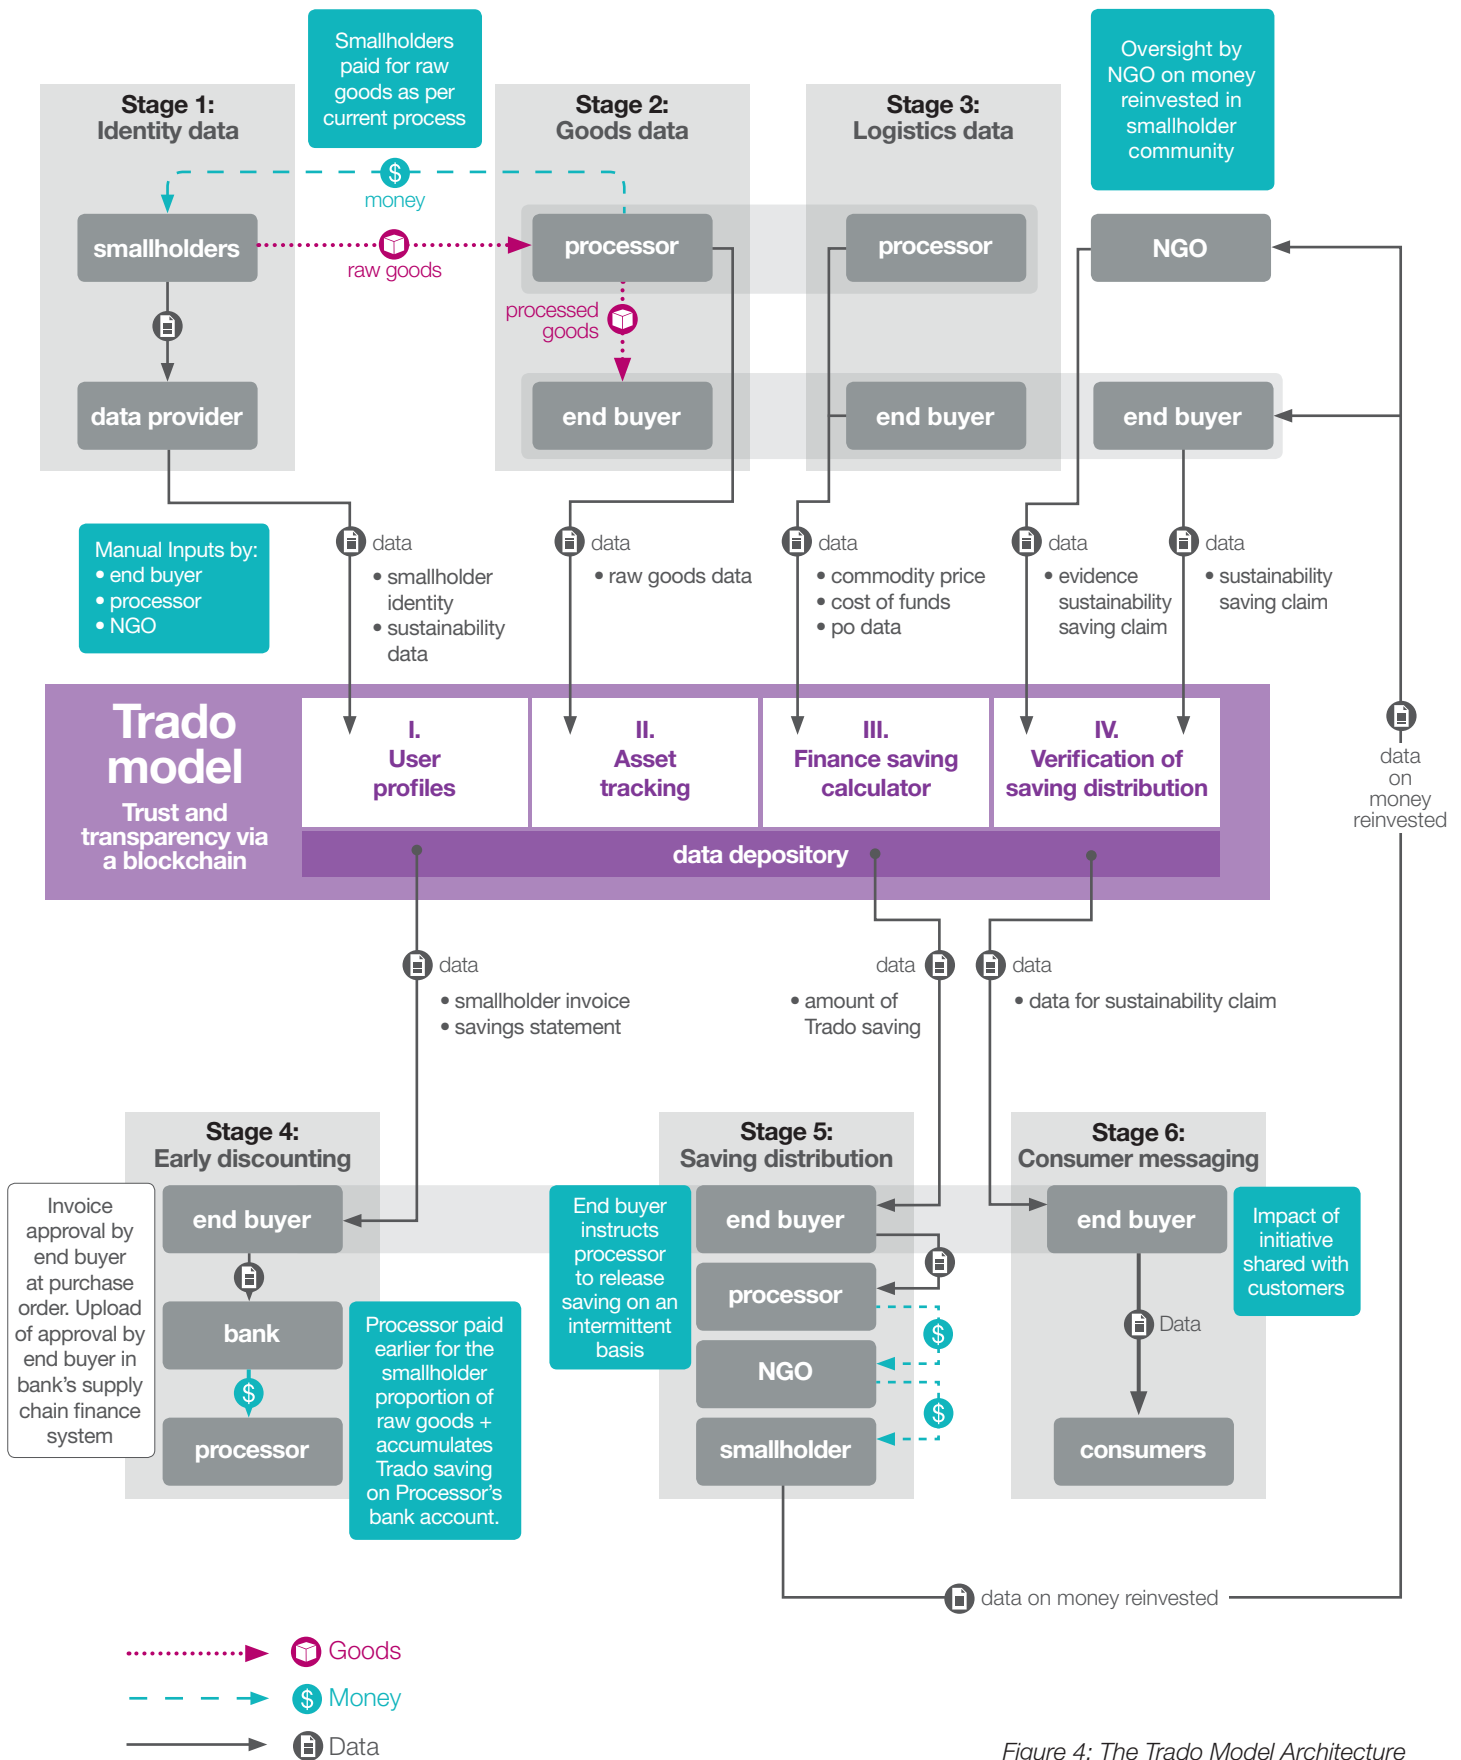 Smallholders
paid for raw
goods as per
current process
Oversight by
NGO on money
reinvested in
smallholder
community
Stage 1:
Identity data
Stage 2:
Goods data
Stage 3:
Logistics data
$
money
smallholders
raw goods
processor
processor
NGO
processed
goods
data provider
end buyer
end buyer
end buyer
Manual Inputs by:
• end buyer
• processor
• NGO
data
• smallholder
identity
• sustainability
data
data
• raw goods data
data
• commodity price
• cost of funds
• po data
data
• evidence
sustainability
saving claim
data
• sustainability
saving claim
Trado
model
Trust and
transparency via
a blockchain
I.
User
profiles
II.
Asset
tracking
III.
Finance saving
calculator
IV.
Verification of
saving distribution
data depository
data
on
money
reinvested
data
• smallholder invoice
• savings statement
data
• amount of
Trado saving
data
• data for sustainability claim
Stage 4:
Early discounting
Stage 5:
Saving distribution
Stage 6:
Consumer messaging
Invoice
approval by
end buyer
at purchase
order. Upload
of approval by
end buyer in
bank's supply
chain finance
system
end buyer
bank
$
processor
Processor paid
earlier for the
smallholder
proportion of
raw goods +
accumulates
Trado saving
on Processor's
bank account.
End buyer
instructs
processor
to release
saving on an
intermittent
basis
end buyer
processor
$
NGO
$
smallholder
end buyer
Impact of
initiative
shared with
customers
Data
consumers
data on money reinvested
Goods
$ Money
Data
Figure 4: The Trado Model Architecture